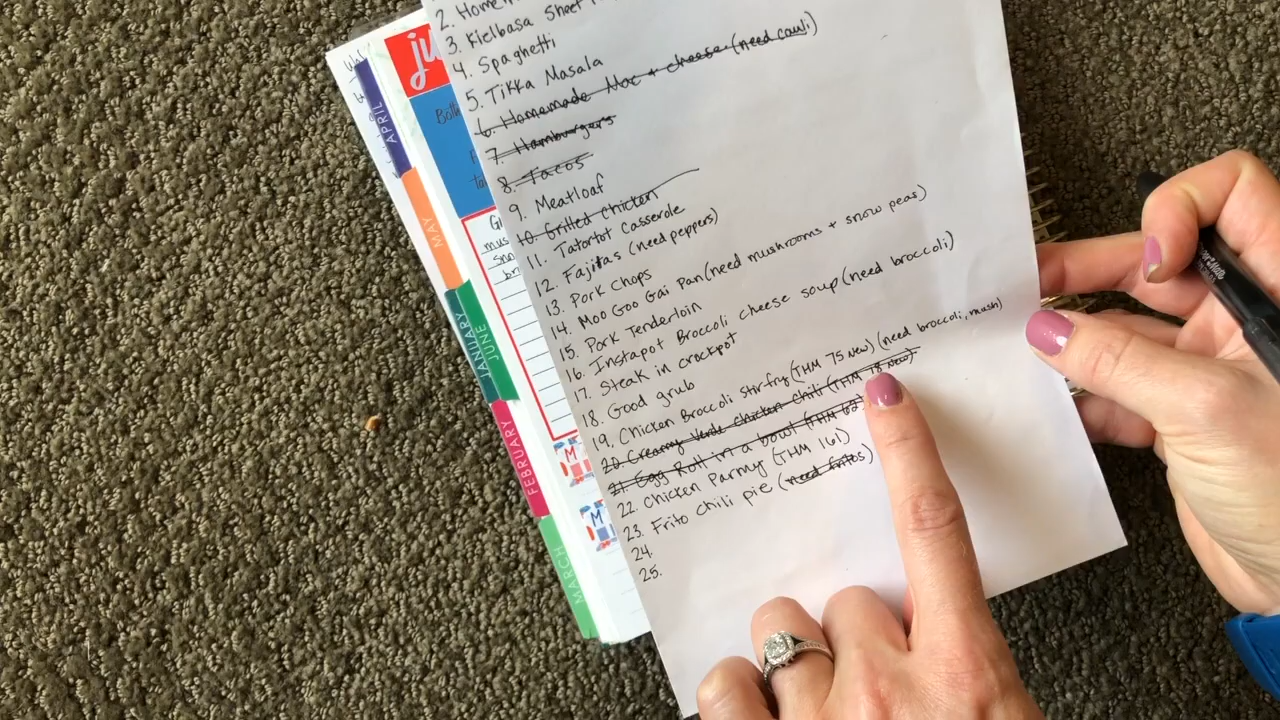 2. Homem
3. Kielbasa Sheet
4. Spaghetti
5. Tikka Masala
6. Homemade Mac + cheese (need cauli)
7. Hamburgers
8. Tacos
9. Meatloaf
10. Grilled Chicken
11. Tatortot Casserole
12. Fajitas (need peppers)
13. Pork Chops
14. Moo Goo Gai Pan (need mushrooms + snow peas)
15. Pork Tenderloin
16. Instapot Broccoli Cheese soup (need broccoli)
17. Steak in crockpot
18. Good grub
19. Chicken Broccoli Stirfry (THM 75 New) (need broccoli, mush)
20. Creamy Verde Chicken Chili (THM 78 New)
21. Egg Roll in a bowl (THM 62)
22. Chicken Parmy (THM 161)
23. Frito Chili pie (need fritos)
24.
25.
ju
APRIL
MAY
JANUARY
JUNE
FEBRUARY
MARCH
M
M